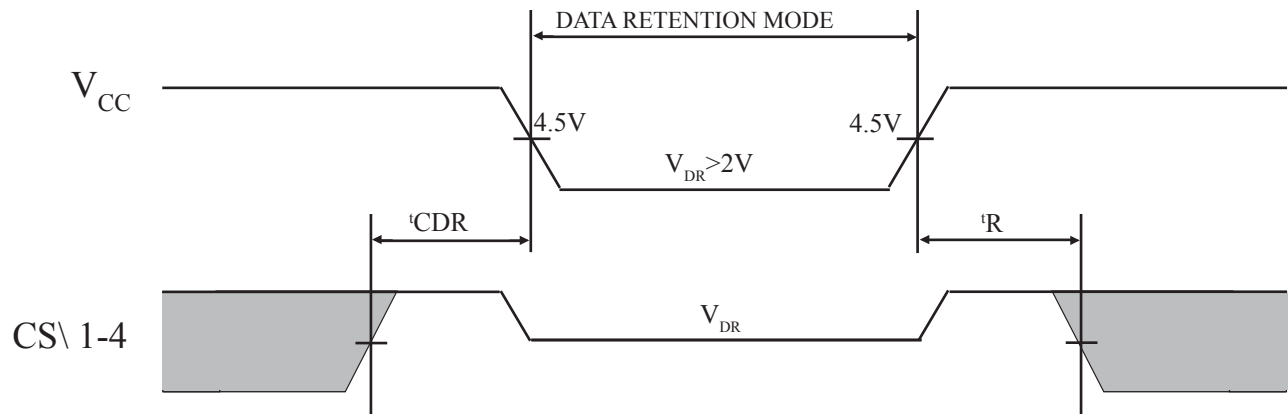 DATA RETENTION MODE
VCC
4.5V
4.5V
VDR>2V
tCDR
tR
VDR
CS\ 1-4